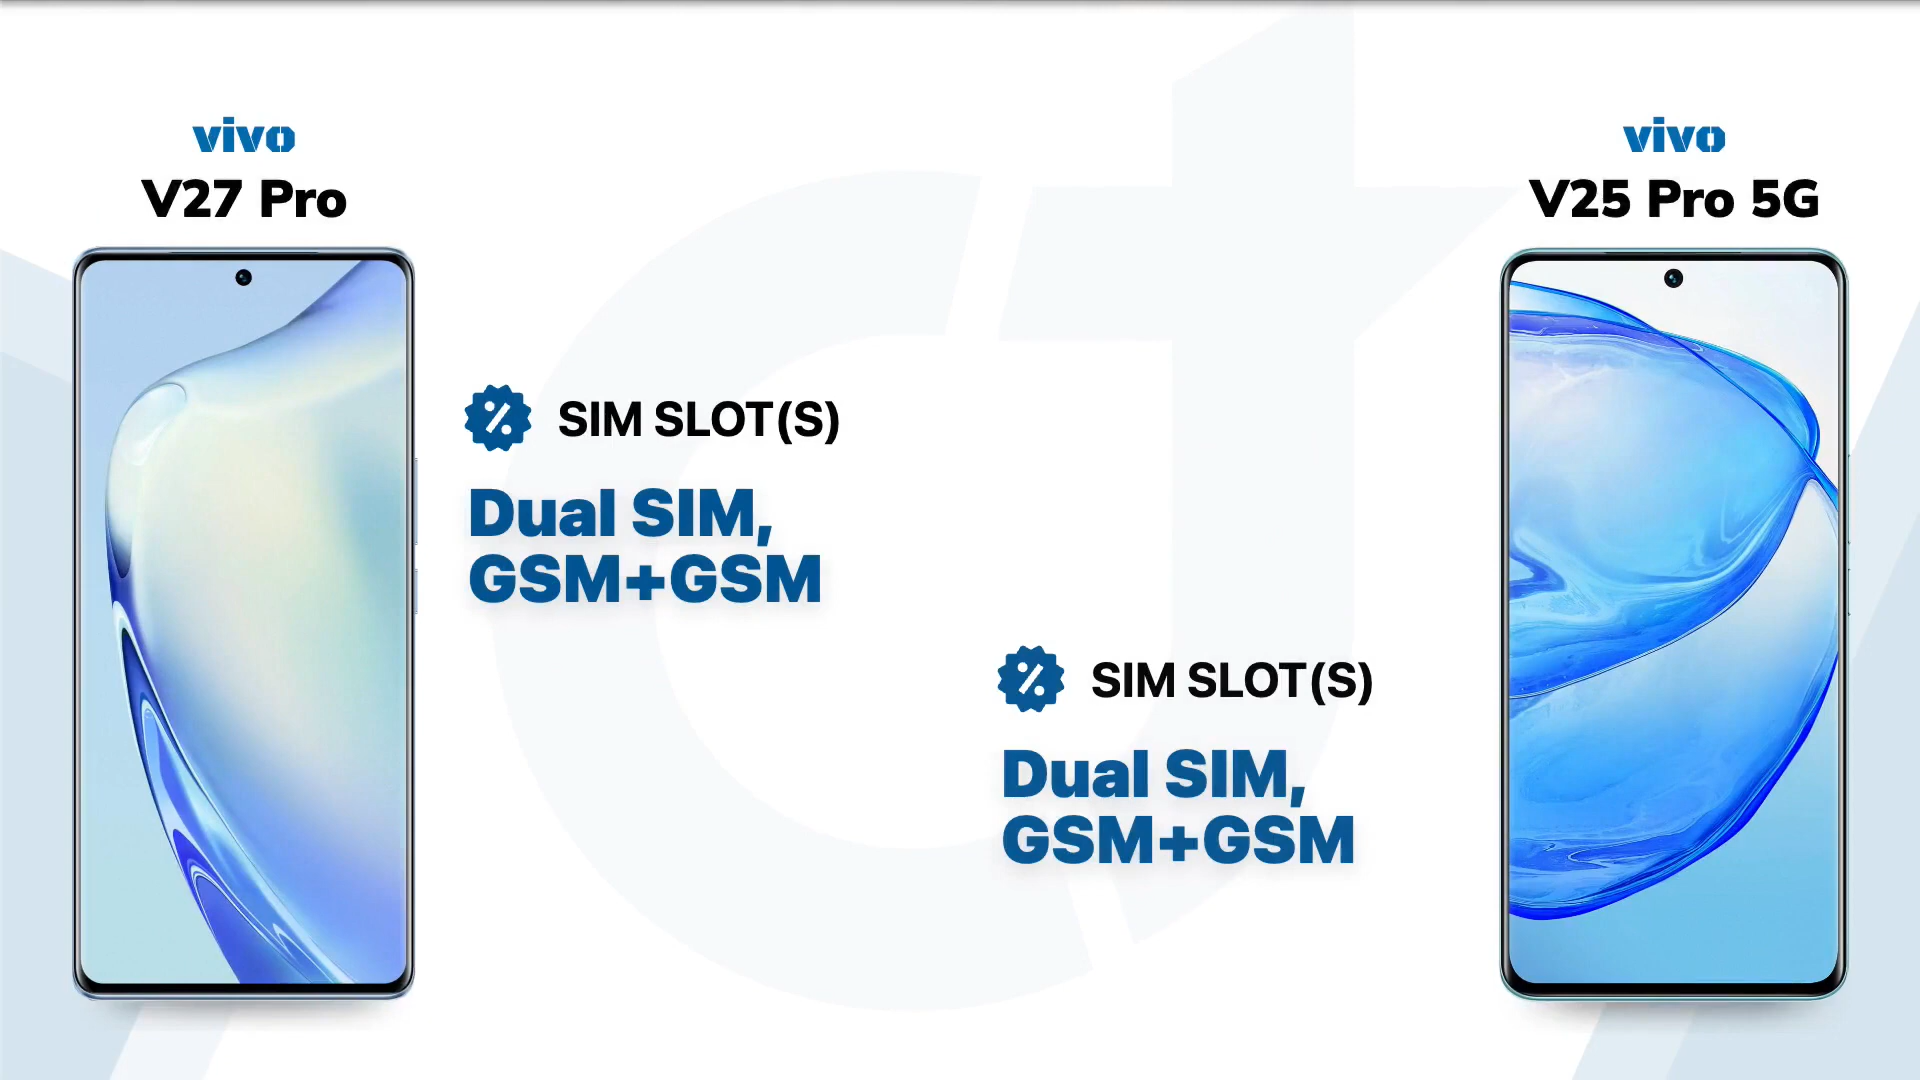 vivo
V27 Pro
SIM SLOT(S)
Dual SIM,
GSM+GSM
vivo
V25 Pro 5G
SIM SLOT(S)
Dual SIM,
GSM+GSM